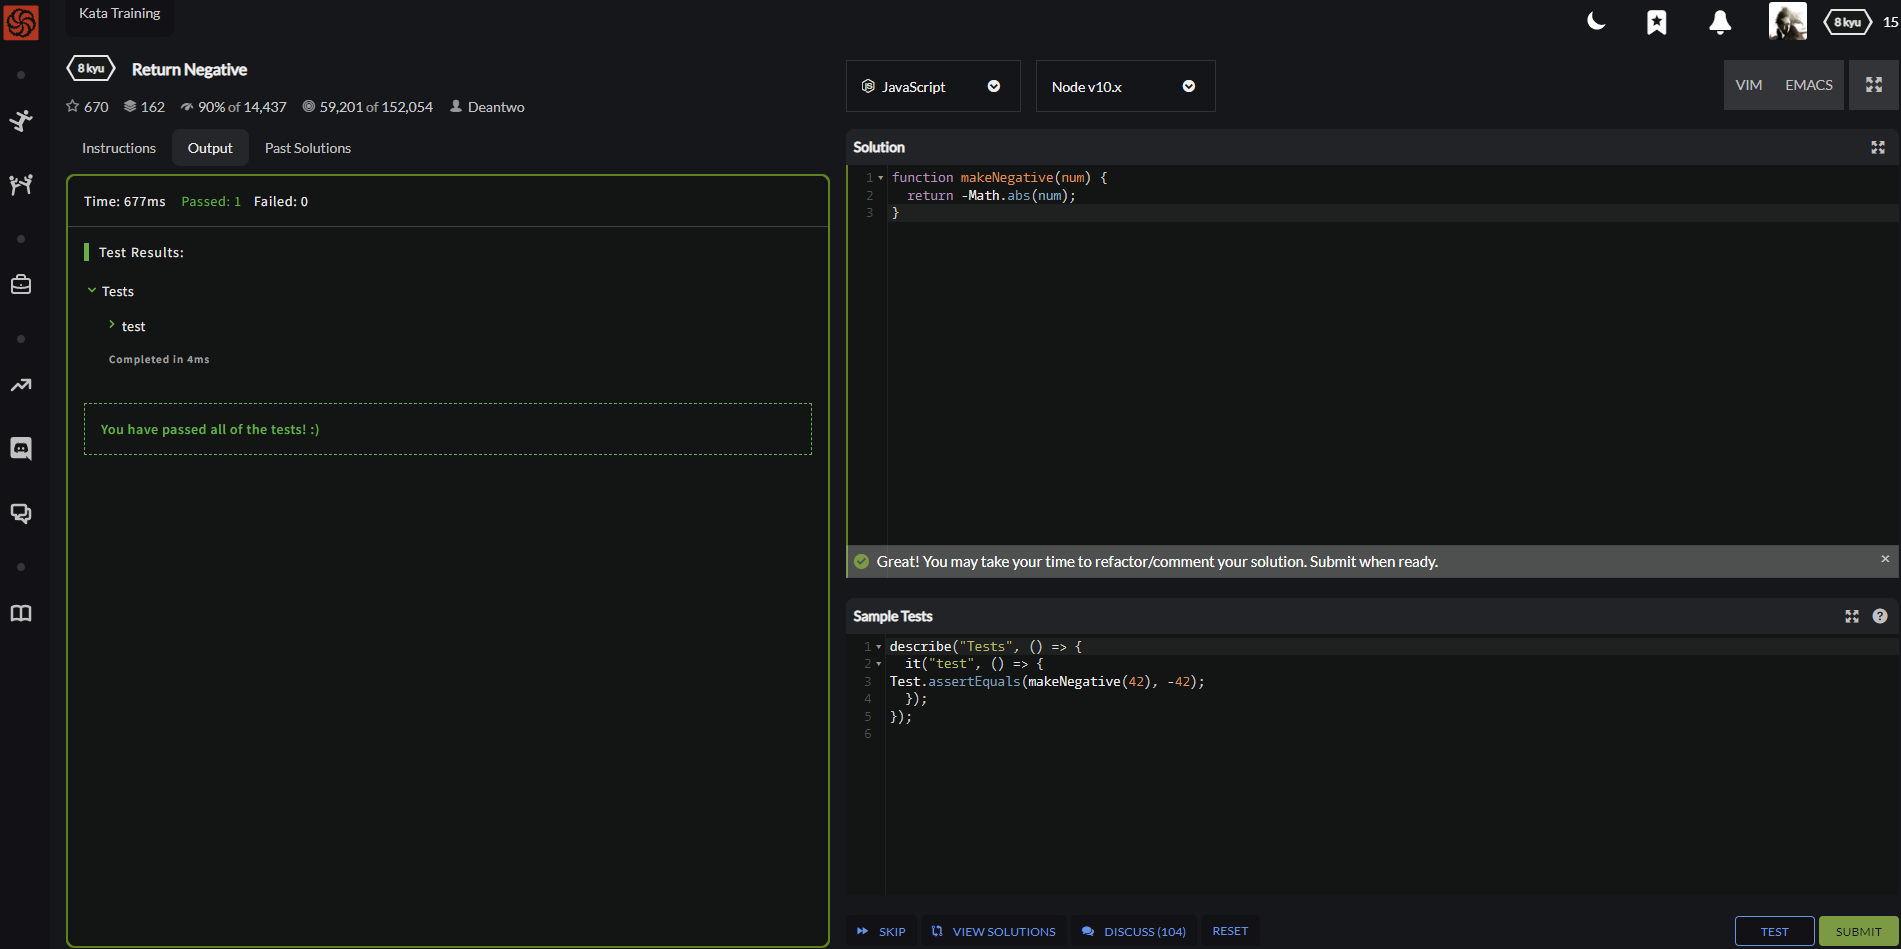 Kata Training
8 kyu
15
8 kyu Return Negative
670 162 90% of 14,437 59,201 of 152,054 Deantwo
Instructions Output Past Solutions
Time: 677ms Passed: 1 Failed: 0
Test Results:
Tests
test
Completed in 4ms
You have passed all of the tests! :)
JavaScript
Node v10.x
VIM EMACS
Solution
1 function makeNegative(num) {
2 return -Math.abs(num);
3 }
Great! You may take your time to refactor/comment your solution. Submit when ready. ×
Sample Tests ?
1 describe("Tests", () => {
2 it("test", () => {
3 Test.assertEquals(makeNegative(42), -42);
4 });
5 });
6
SKIP VIEW SOLUTIONS DISCUSS (104) RESET
TEST SUBMIT